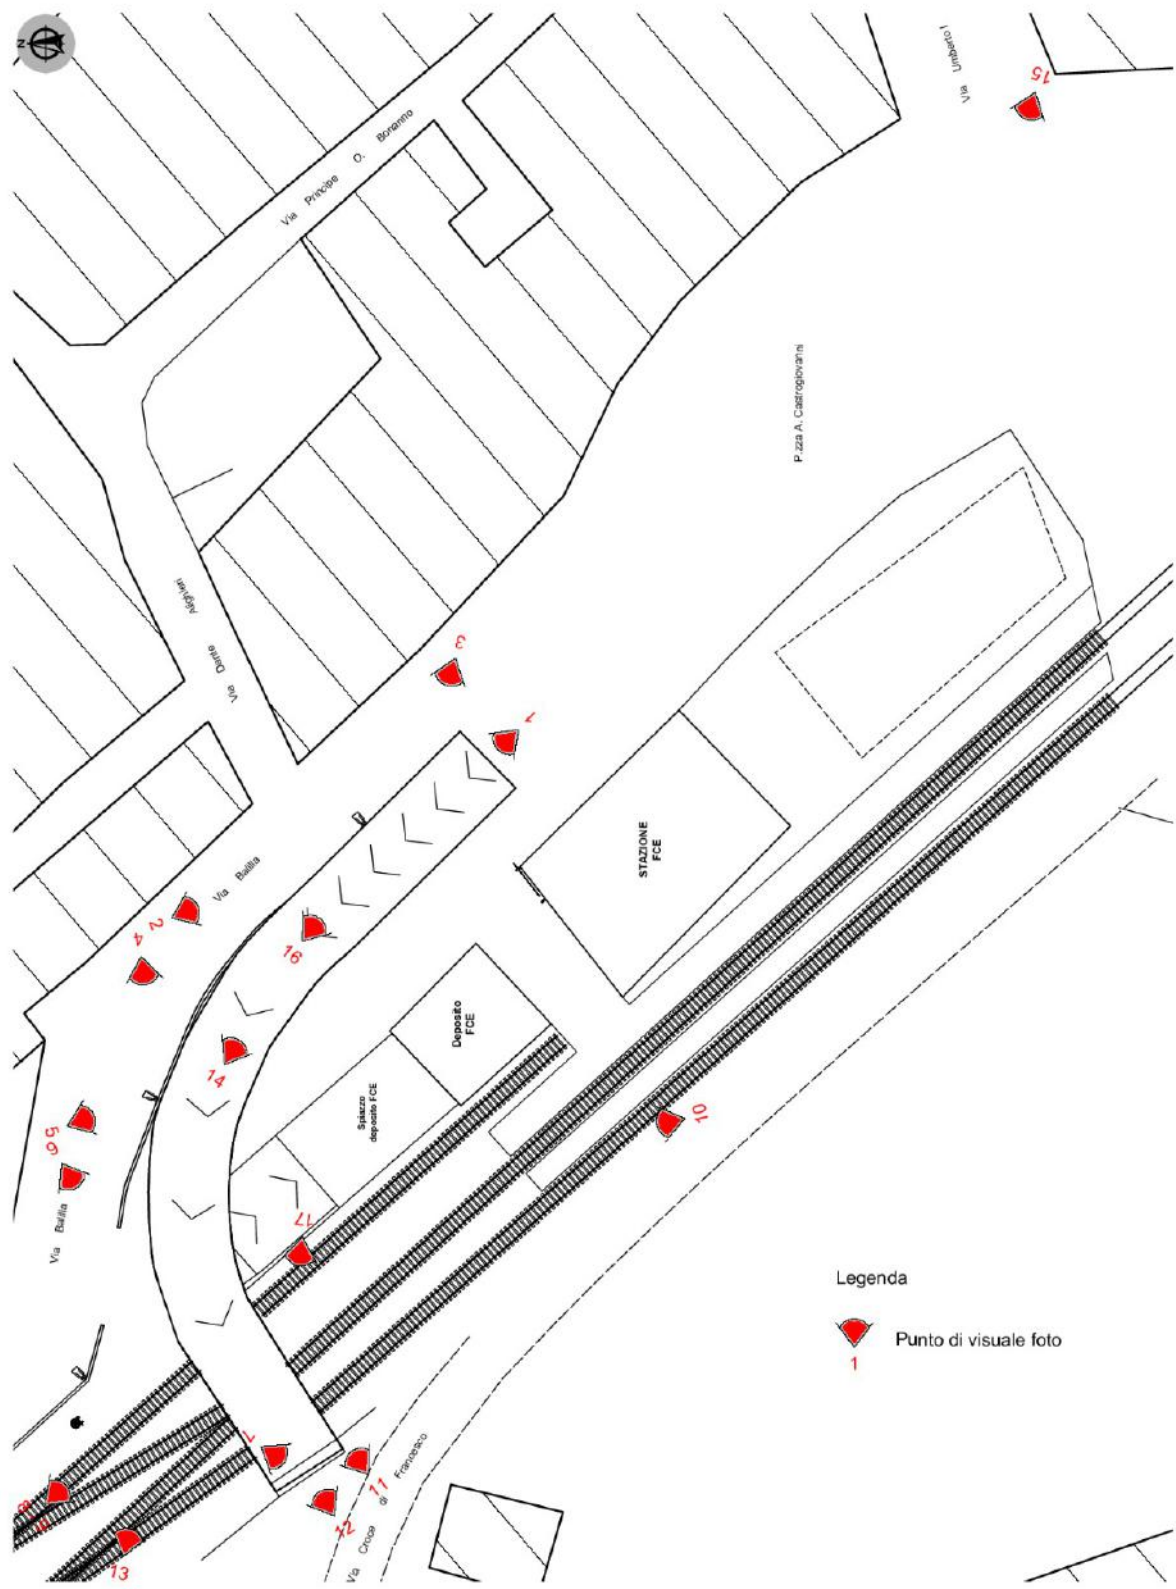 N
Via Umberto I
15
Via Principe O. Bonanno
P.zza A. Castrogiovanni
Via Dante Alighieri
3
1
STAZIONE
FCE
Via Balilla
2
4
16
Deposito
FCE
14
Spiazzo
deposito FCE
10
5
Via Balilla
17
Legenda
Punto di visuale foto
1
7
11
12
Via Croce di Francesco
13